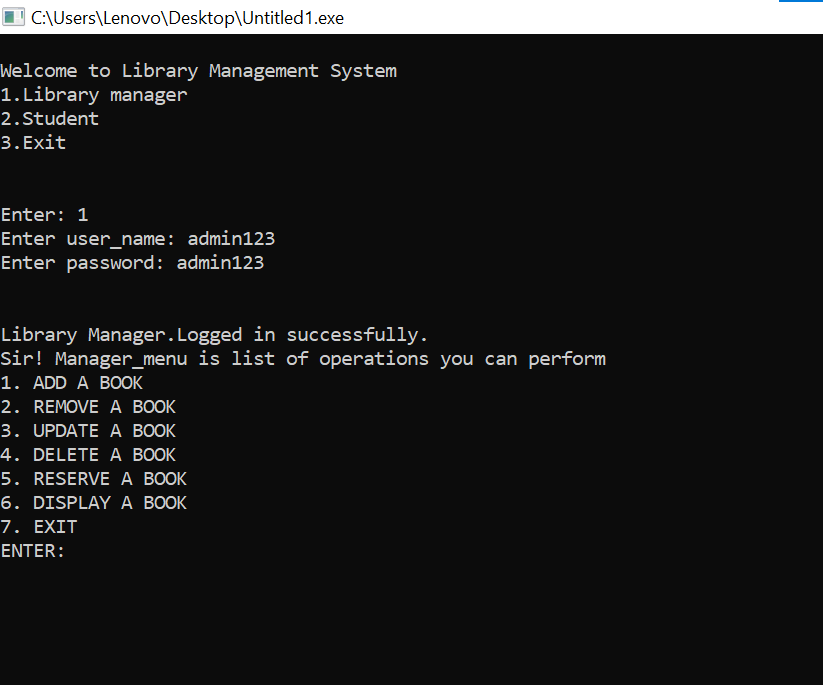 C:\Users\Lenovo\Desktop\Untitled1.exe
Welcome to Library Management System
1.Library manager
2.Student
3.Exit
Enter: 1
Enter user_name: admin123
Enter password: admin123
Library Manager.Logged in successfully.
Sir! Manager_menu is list of operations you can perform
1. ADD A BOOK
2. REMOVE A BOOK
3. UPDATE A BOOK
4. DELETE A BOOK
5. RESERVE A BOOK
6. DISPLAY A BOOK
7. EXIT
ENTER: